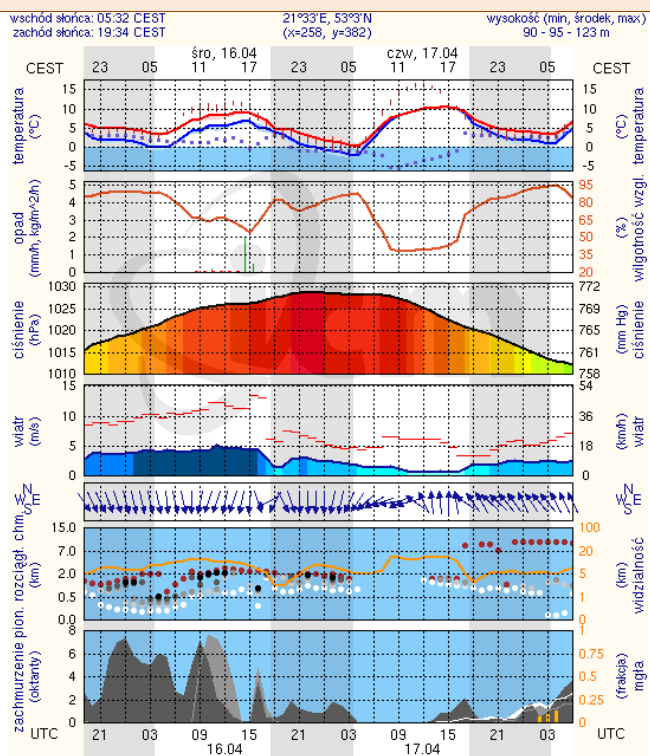 wschód słońca: 05:32 CEST
zachód słońca: 19:34 CEST
21°33'E, 53°3'N
(x=258, y=382)
wysokość (min, środek, max)
90 - 95 - 123 m
śro, 16.04 czw, 17.04
CEST 23 05 11 17 23 05 11 17 23 05 CEST
temperatura
(°C)
15
10
5
0
-5
15
10
5
0
-5
(°C)
temperatura
opad
(mm/h, kg/m^2/h)
5
4
3
2
1
0
95
80
65
50
35
20
(%)
wilgotność wzgl.
ciśnienie
(hPa)
1030
1025
1020
1015
1010
772
769
765
761
758
(mm Hg)
ciśnienie
wiatr
(m/s)
15
10
5
0
54
36
18
0
(km/h)
wiatr
N
W E
S
N
W E
S
zachmurzenie pion. rozciągł. chm.
(km)
15.0
7.0
2.0
0.5
0.0
100
20
5
1
0
(km)
widzialność
(oktanty)
8
6
4
2
0
1
0.75
0.5
0.25
0
(frakcja)
mgła
UTC 21 03 09 15 21 03 09 15 21 03 UTC
16.04 17.04
icm